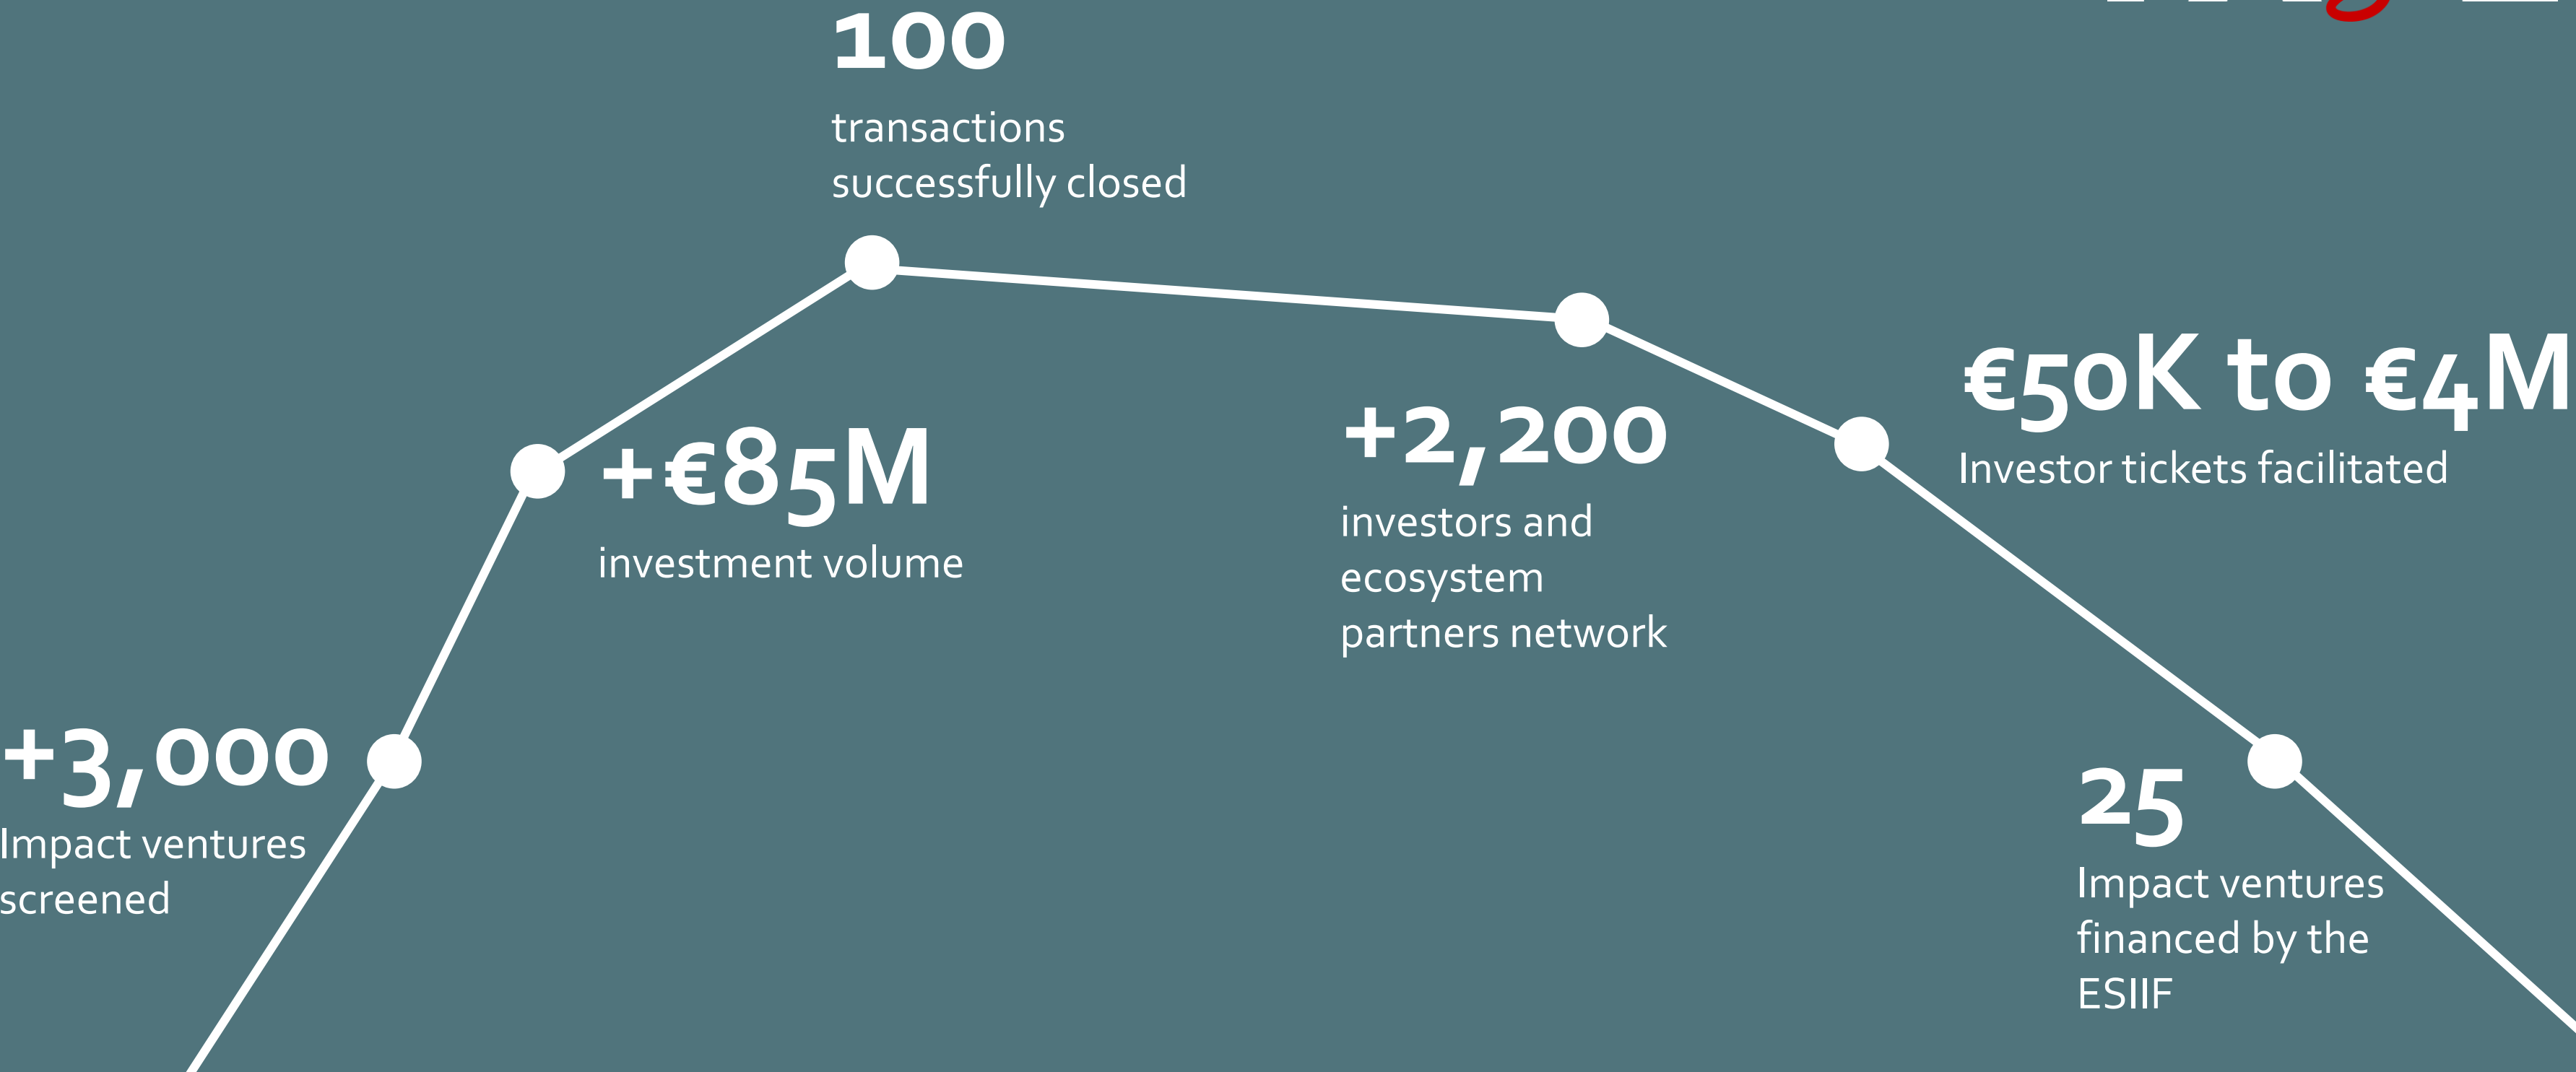 100
transactions
successfully closed
+€85M
investment volume
+3,000
Impact ventures
screened
+2,200
investors and
ecosystem
partners network
€50K to €4M
Investor tickets facilitated
25
Impact ventures
financed by the
ESIIF